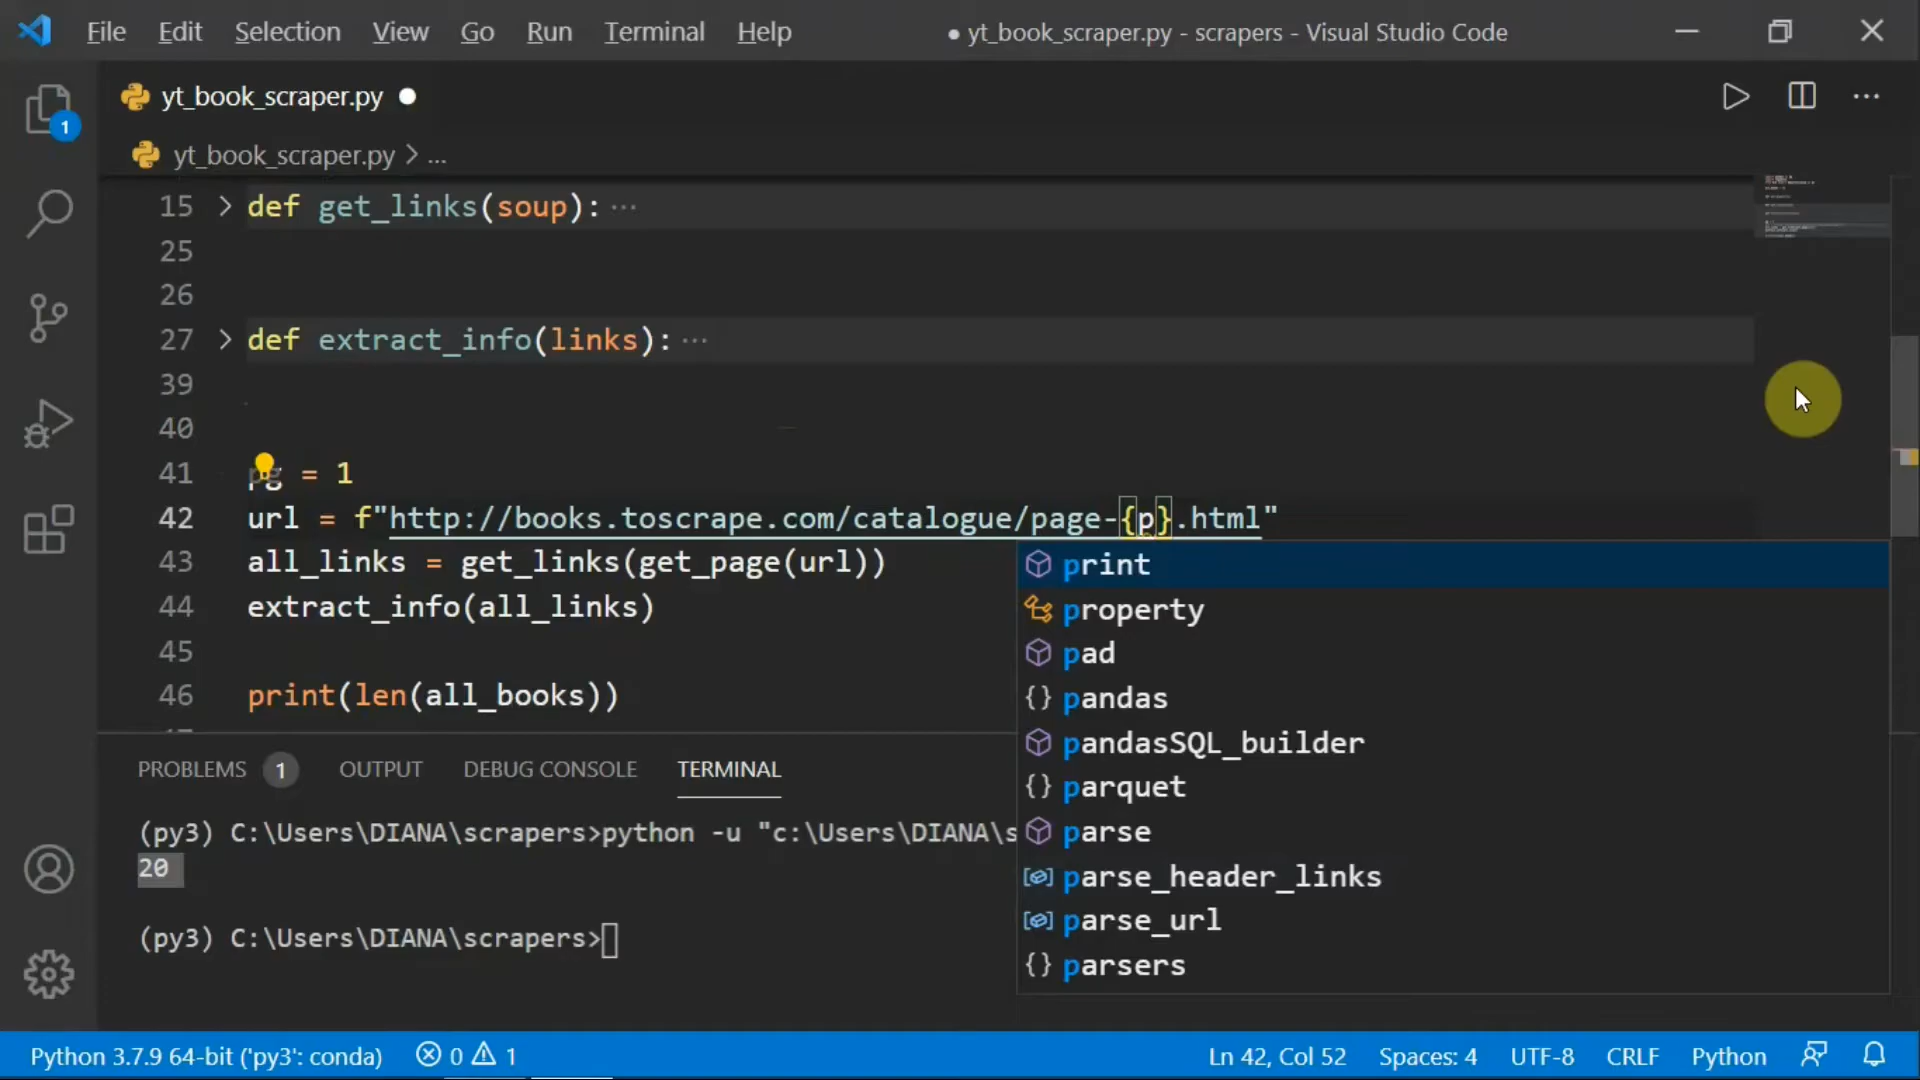 File Edit Selection View Go Run Terminal Help ● yt_book_scraper.py - scrapers - Visual Studio Code
yt_book_scraper.py ●
yt_book_scraper.py > ...
1
15 > def get_links(soup): ···
25
26
27 > def extract_info(links): ···
39
40
41 pg = 1
42 url = f"http://books.toscrape.com/catalogue/page-{p}.html"
43 all_links = get_links(get_page(url))
44 extract_info(all_links)
45
46 print(len(all_books))
print
property
pad
pandas
pandasSQL_builder
parquet
parse
parse_header_links
parse_url
parsers
PROBLEMS 1 OUTPUT DEBUG CONSOLE TERMINAL
(py3) C:\Users\DIANA\scrapers>python -u "c:\Users\DIANA\s
20
(py3) C:\Users\DIANA\scrapers>
Python 3.7.9 64-bit ('py3': conda) 0 1 Ln 42, Col 52 Spaces: 4 UTF-8 CRLF Python